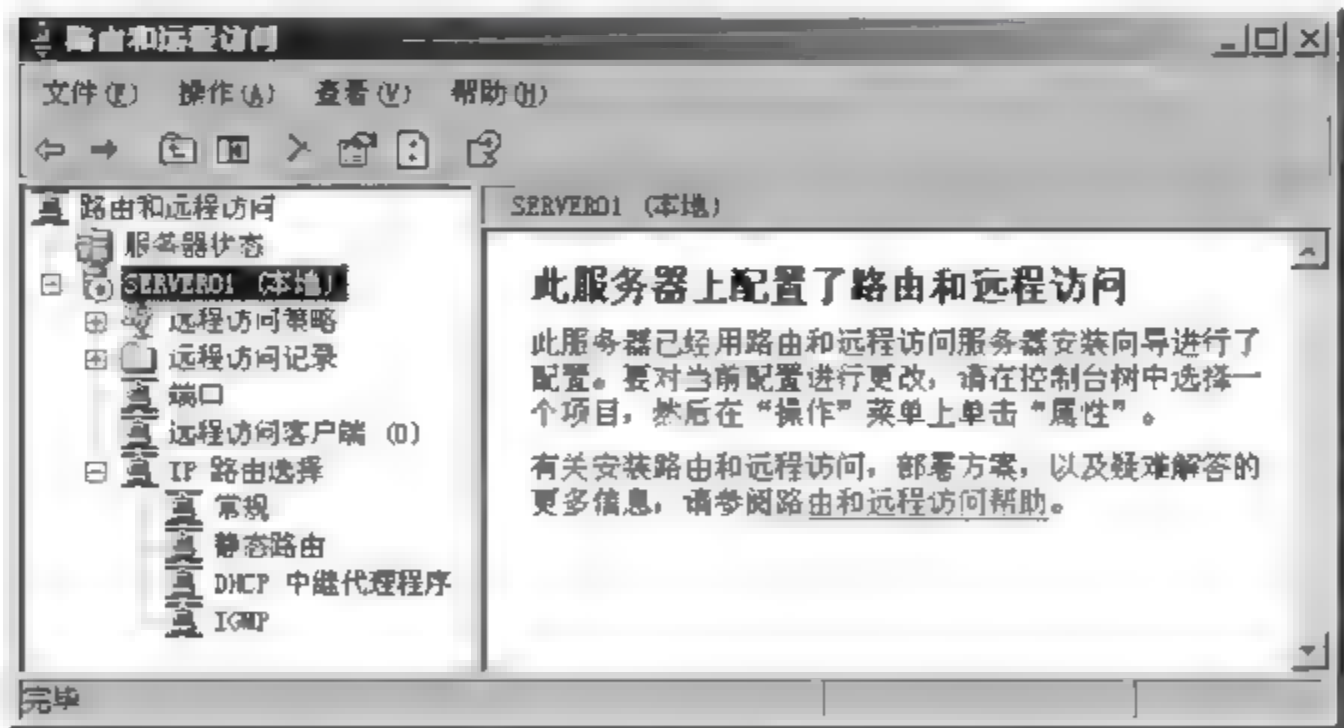 路由和远程访问
文件(F) 操作(A) 查看(V) 帮助(H)
路由和远程访问
服务器状态
SERVER01 (本地)
远程访问策略
远程访问记录
端口
远程访问客户端 (0)
IP 路由选择
常规
静态路由
DHCP 中继代理程序
IGMP
SERVER01 (本地)
此服务器上配置了路由和远程访问
此服务器已经用路由和远程访问服务器安装向导进行了
配置。要对当前配置进行更改，请在控制台树中选择一
个项目，然后在“操作”菜单上单击“属性”。
有关安装路由和远程访问，部署方案，以及疑难解答的
更多信息，请参阅路由和远程访问帮助。
完毕